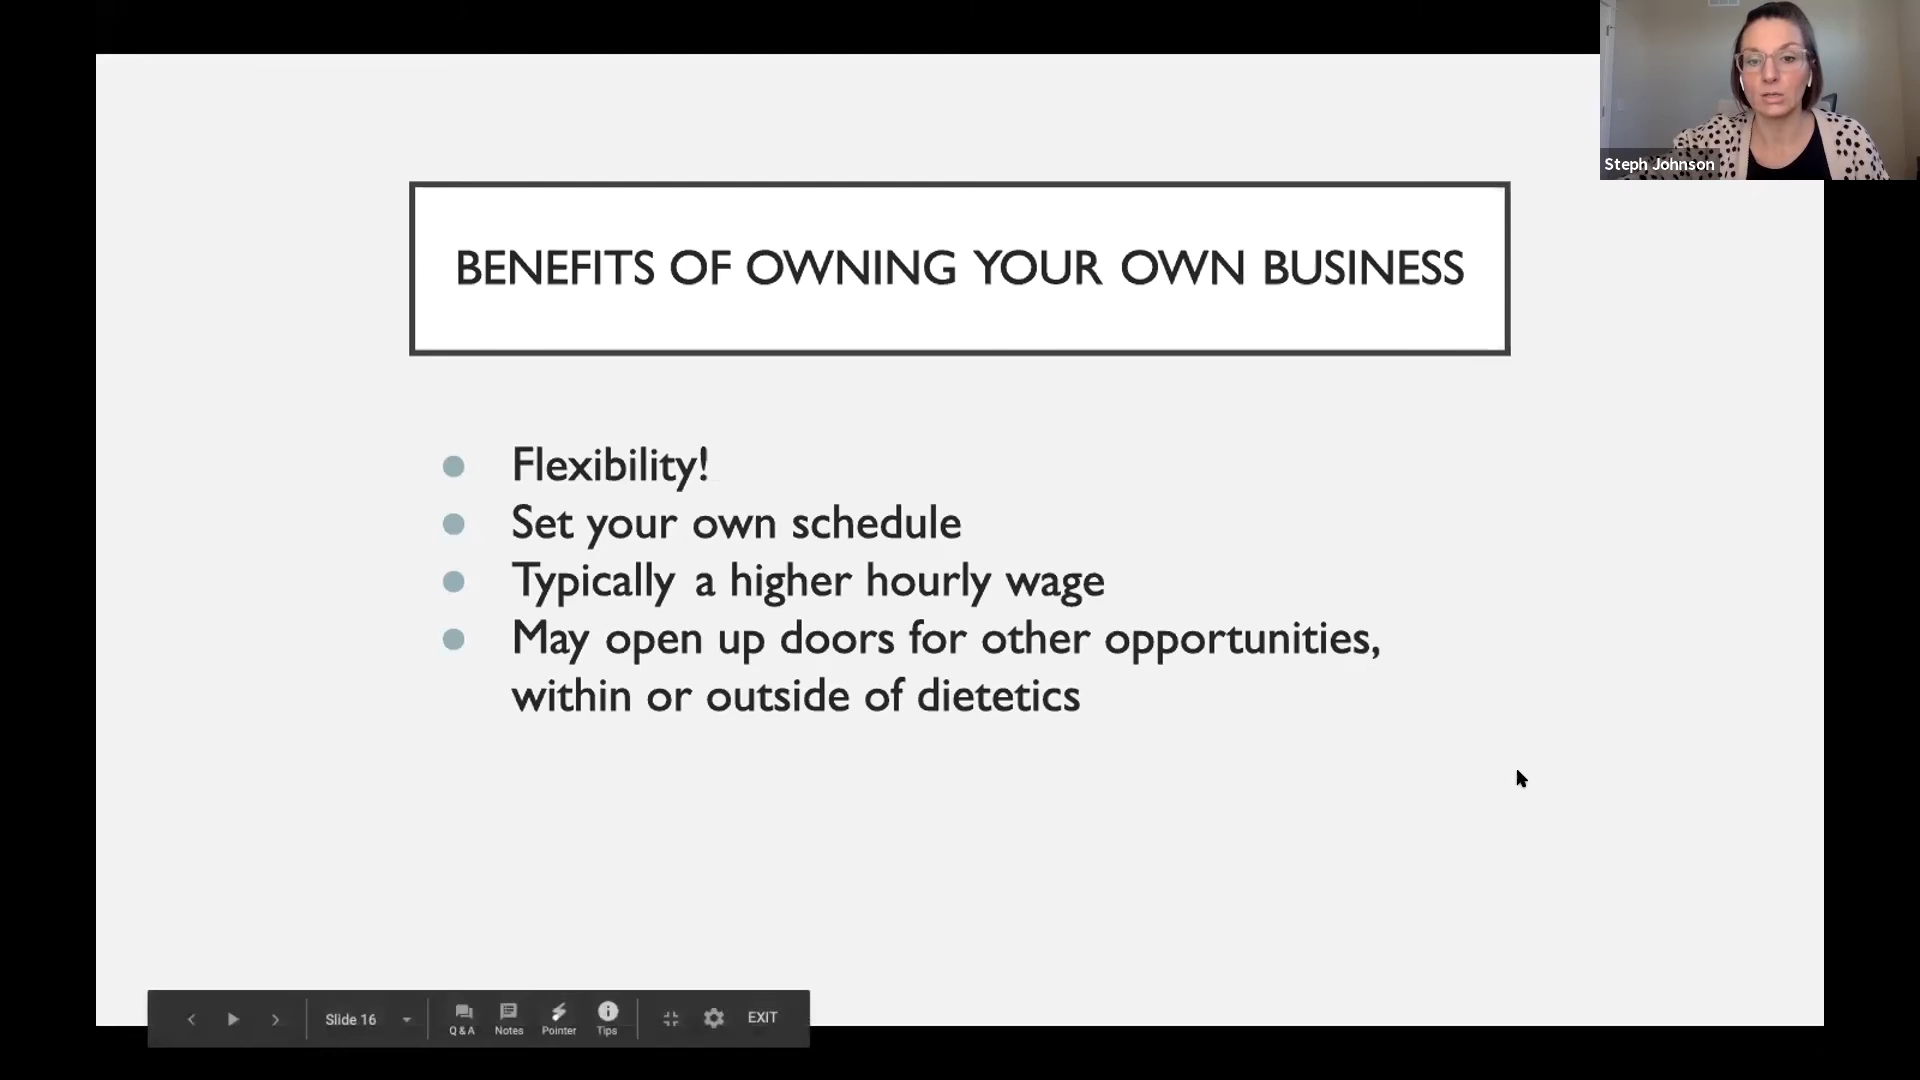 Steph Johnson
BENEFITS OF OWNING YOUR OWN BUSINESS
Flexibility!
Set your own schedule
Typically a higher hourly wage
May open up doors for other opportunities,
within or outside of dietetics
Slide 16
Q&A
Notes
Pointer
Tips
EXIT